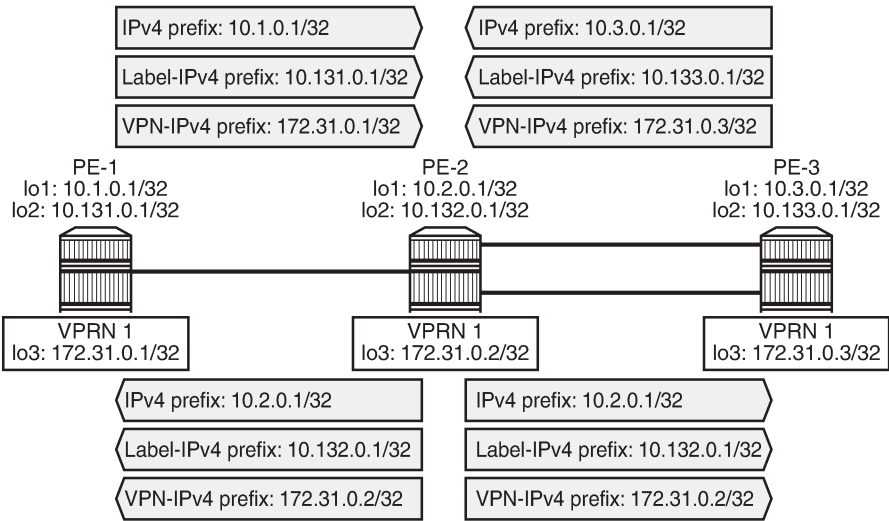 IPv4 prefix: 10.1.0.1/32
IPv4 prefix: 10.3.0.1/32
Label-IPv4 prefix: 10.131.0.1/32
Label-IPv4 prefix: 10.133.0.1/32
VPN-IPv4 prefix: 172.31.0.1/32
VPN-IPv4 prefix: 172.31.0.3/32
PE-1
lo1: 10.1.0.1/32
lo2: 10.131.0.1/32
PE-2
lo1: 10.2.0.1/32
lo2: 10.132.0.1/32
PE-3
lo1: 10.3.0.1/32
lo2: 10.133.0.1/32
VPRN 1
lo3: 172.31.0.1/32
VPRN 1
lo3: 172.31.0.2/32
VPRN 1
lo3: 172.31.0.3/32
IPv4 prefix: 10.2.0.1/32
IPv4 prefix: 10.2.0.1/32
Label-IPv4 prefix: 10.132.0.1/32
Label-IPv4 prefix: 10.132.0.1/32
VPN-IPv4 prefix: 172.31.0.2/32
VPN-IPv4 prefix: 172.31.0.2/32